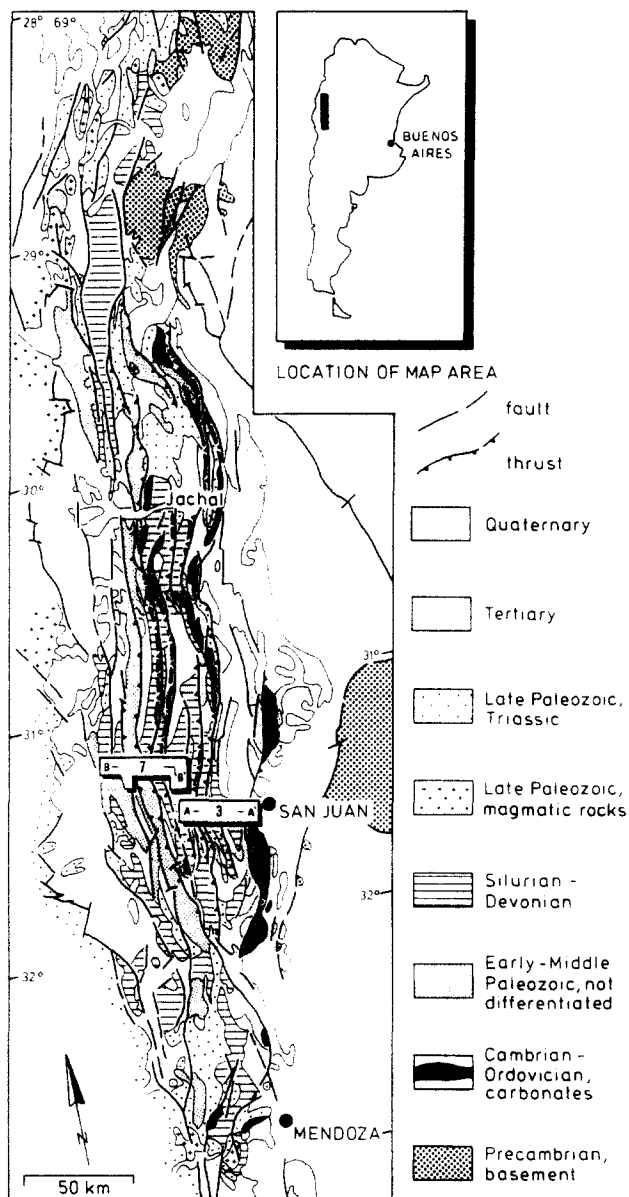 28° 69°
BUENOS
AIRES
LOCATION OF MAP AREA
29°
30°
Jachal
31°
31°
B- 7 -B'
A- 3 -A'
SAN JUAN
32°
32°
N
MENDOZA
50 km
fault
thrust
Quaternary
Tertiary
Late Paleozoic,
Triassic
Late Paleozoic,
magmatic rocks
Silurian -
Devonian
Early-Middle
Paleozoic, not
differentiated
Cambrian -
Ordovician,
carbonates
Precambrian,
basement